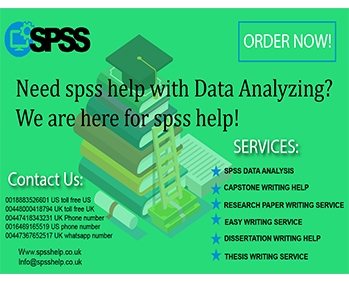 SPSS
ORDER NOW!
Need spss help with Data Analyzing?
We are here for spss help!
SERVICES:
SPSS DATA ANALYSIS
CAPSTONE WRITING HELP
RESEARCH PAPER WRITING SERVICE
EASY WRITING SERVICE
DISSERTATION WRITING HELP
THESIS WRITING SERVICE
Contact Us:
0018883526601 US toll free US
00448000418794 UK toll free UK
00447418343231 UK Phone number
0016469165519 US phone number
00447367652517 UK whatsapp number
Www.spsshelp.co.uk
Info@spsshelp.co.uk